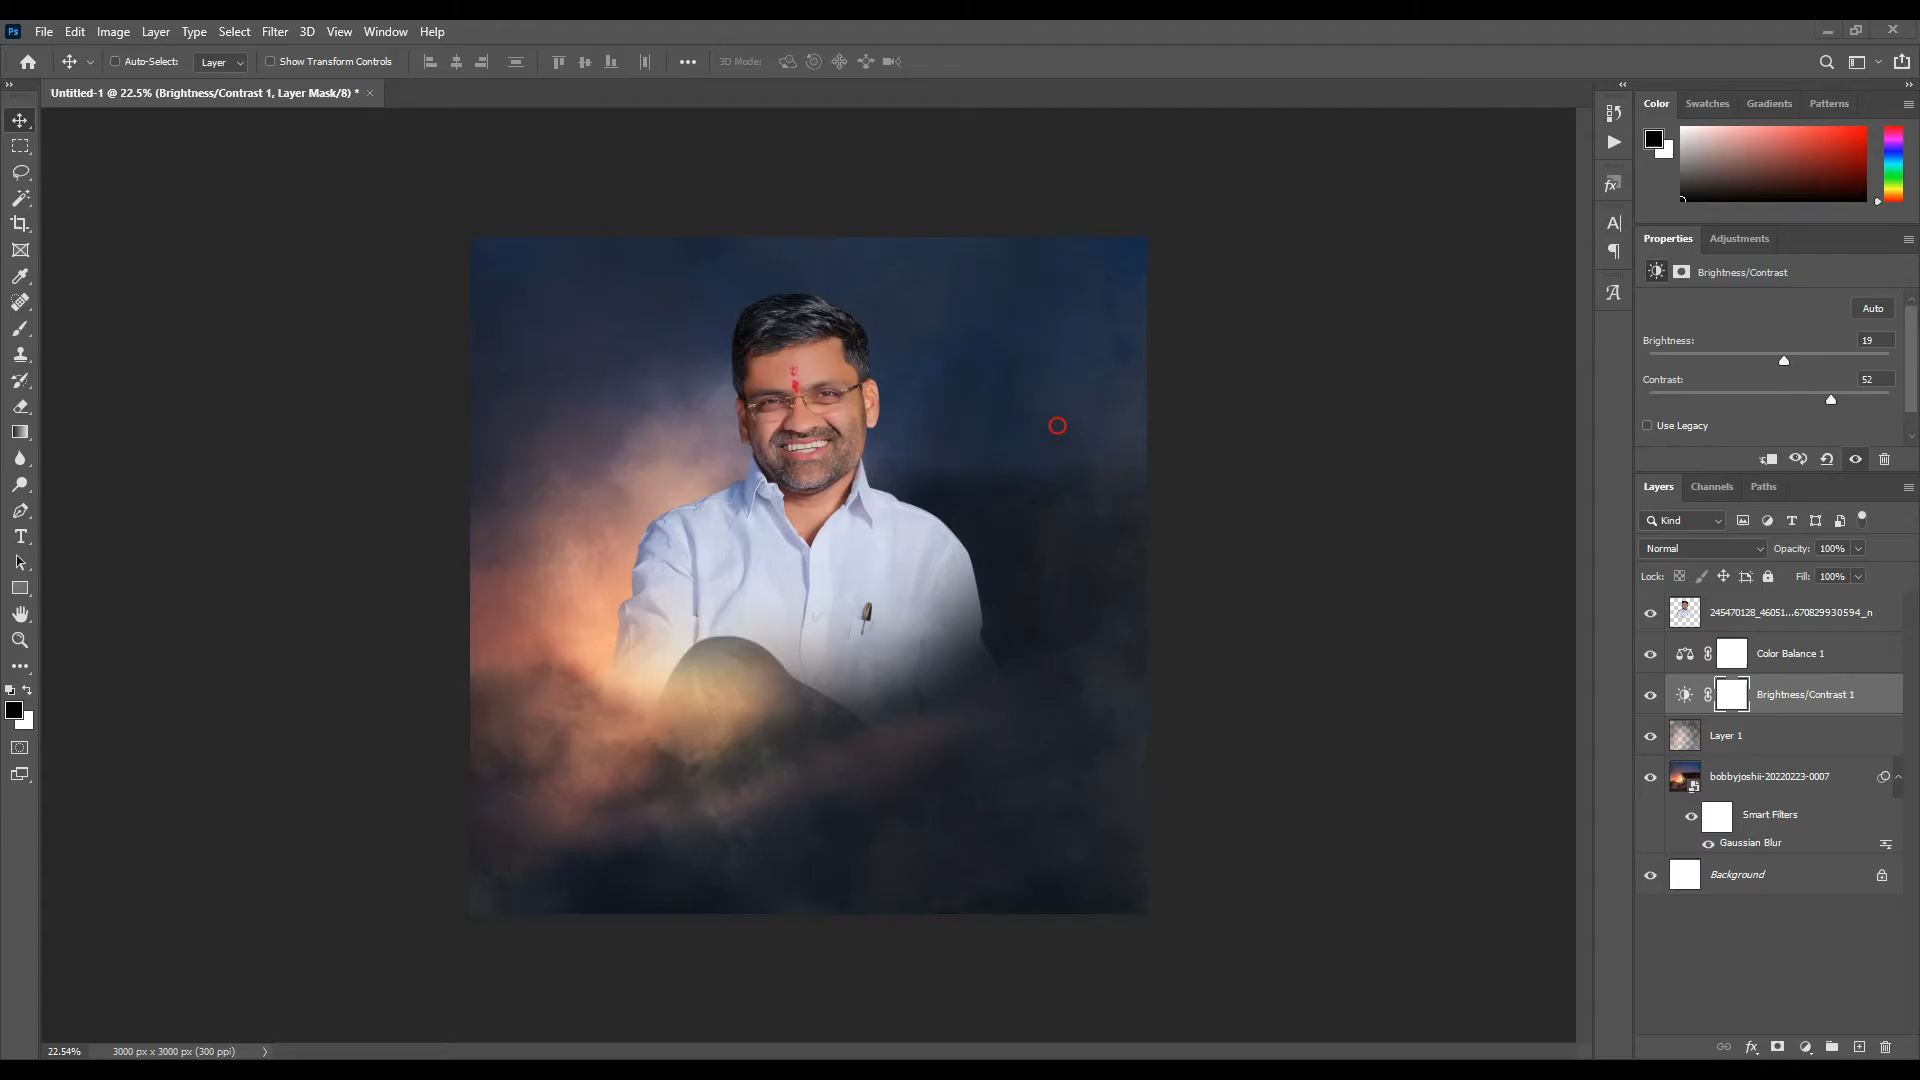 Ps File Edit Image Layer Type Select Filter 3D View Window Help
Auto-Select: Layer Show Transform Controls 3D Mode:
Untitled-1 @ 22.5% (Brightness/Contrast 1, Layer Mask/8) *
Color Swatches Gradients Patterns
Properties Adjustments
Brightness/Contrast
Auto
Brightness: 19
Contrast: 52
Use Legacy
Layers Channels Paths
Kind
Normal Opacity: 100%
Lock: Fill: 100%
245470128_46051...670829930594_n
Color Balance 1
Brightness/Contrast 1
Layer 1
bobbyjoshii-20220223-0007
Smart Filters
Gaussian Blur
Background
22.54% 3000 px x 3000 px (300 ppi)